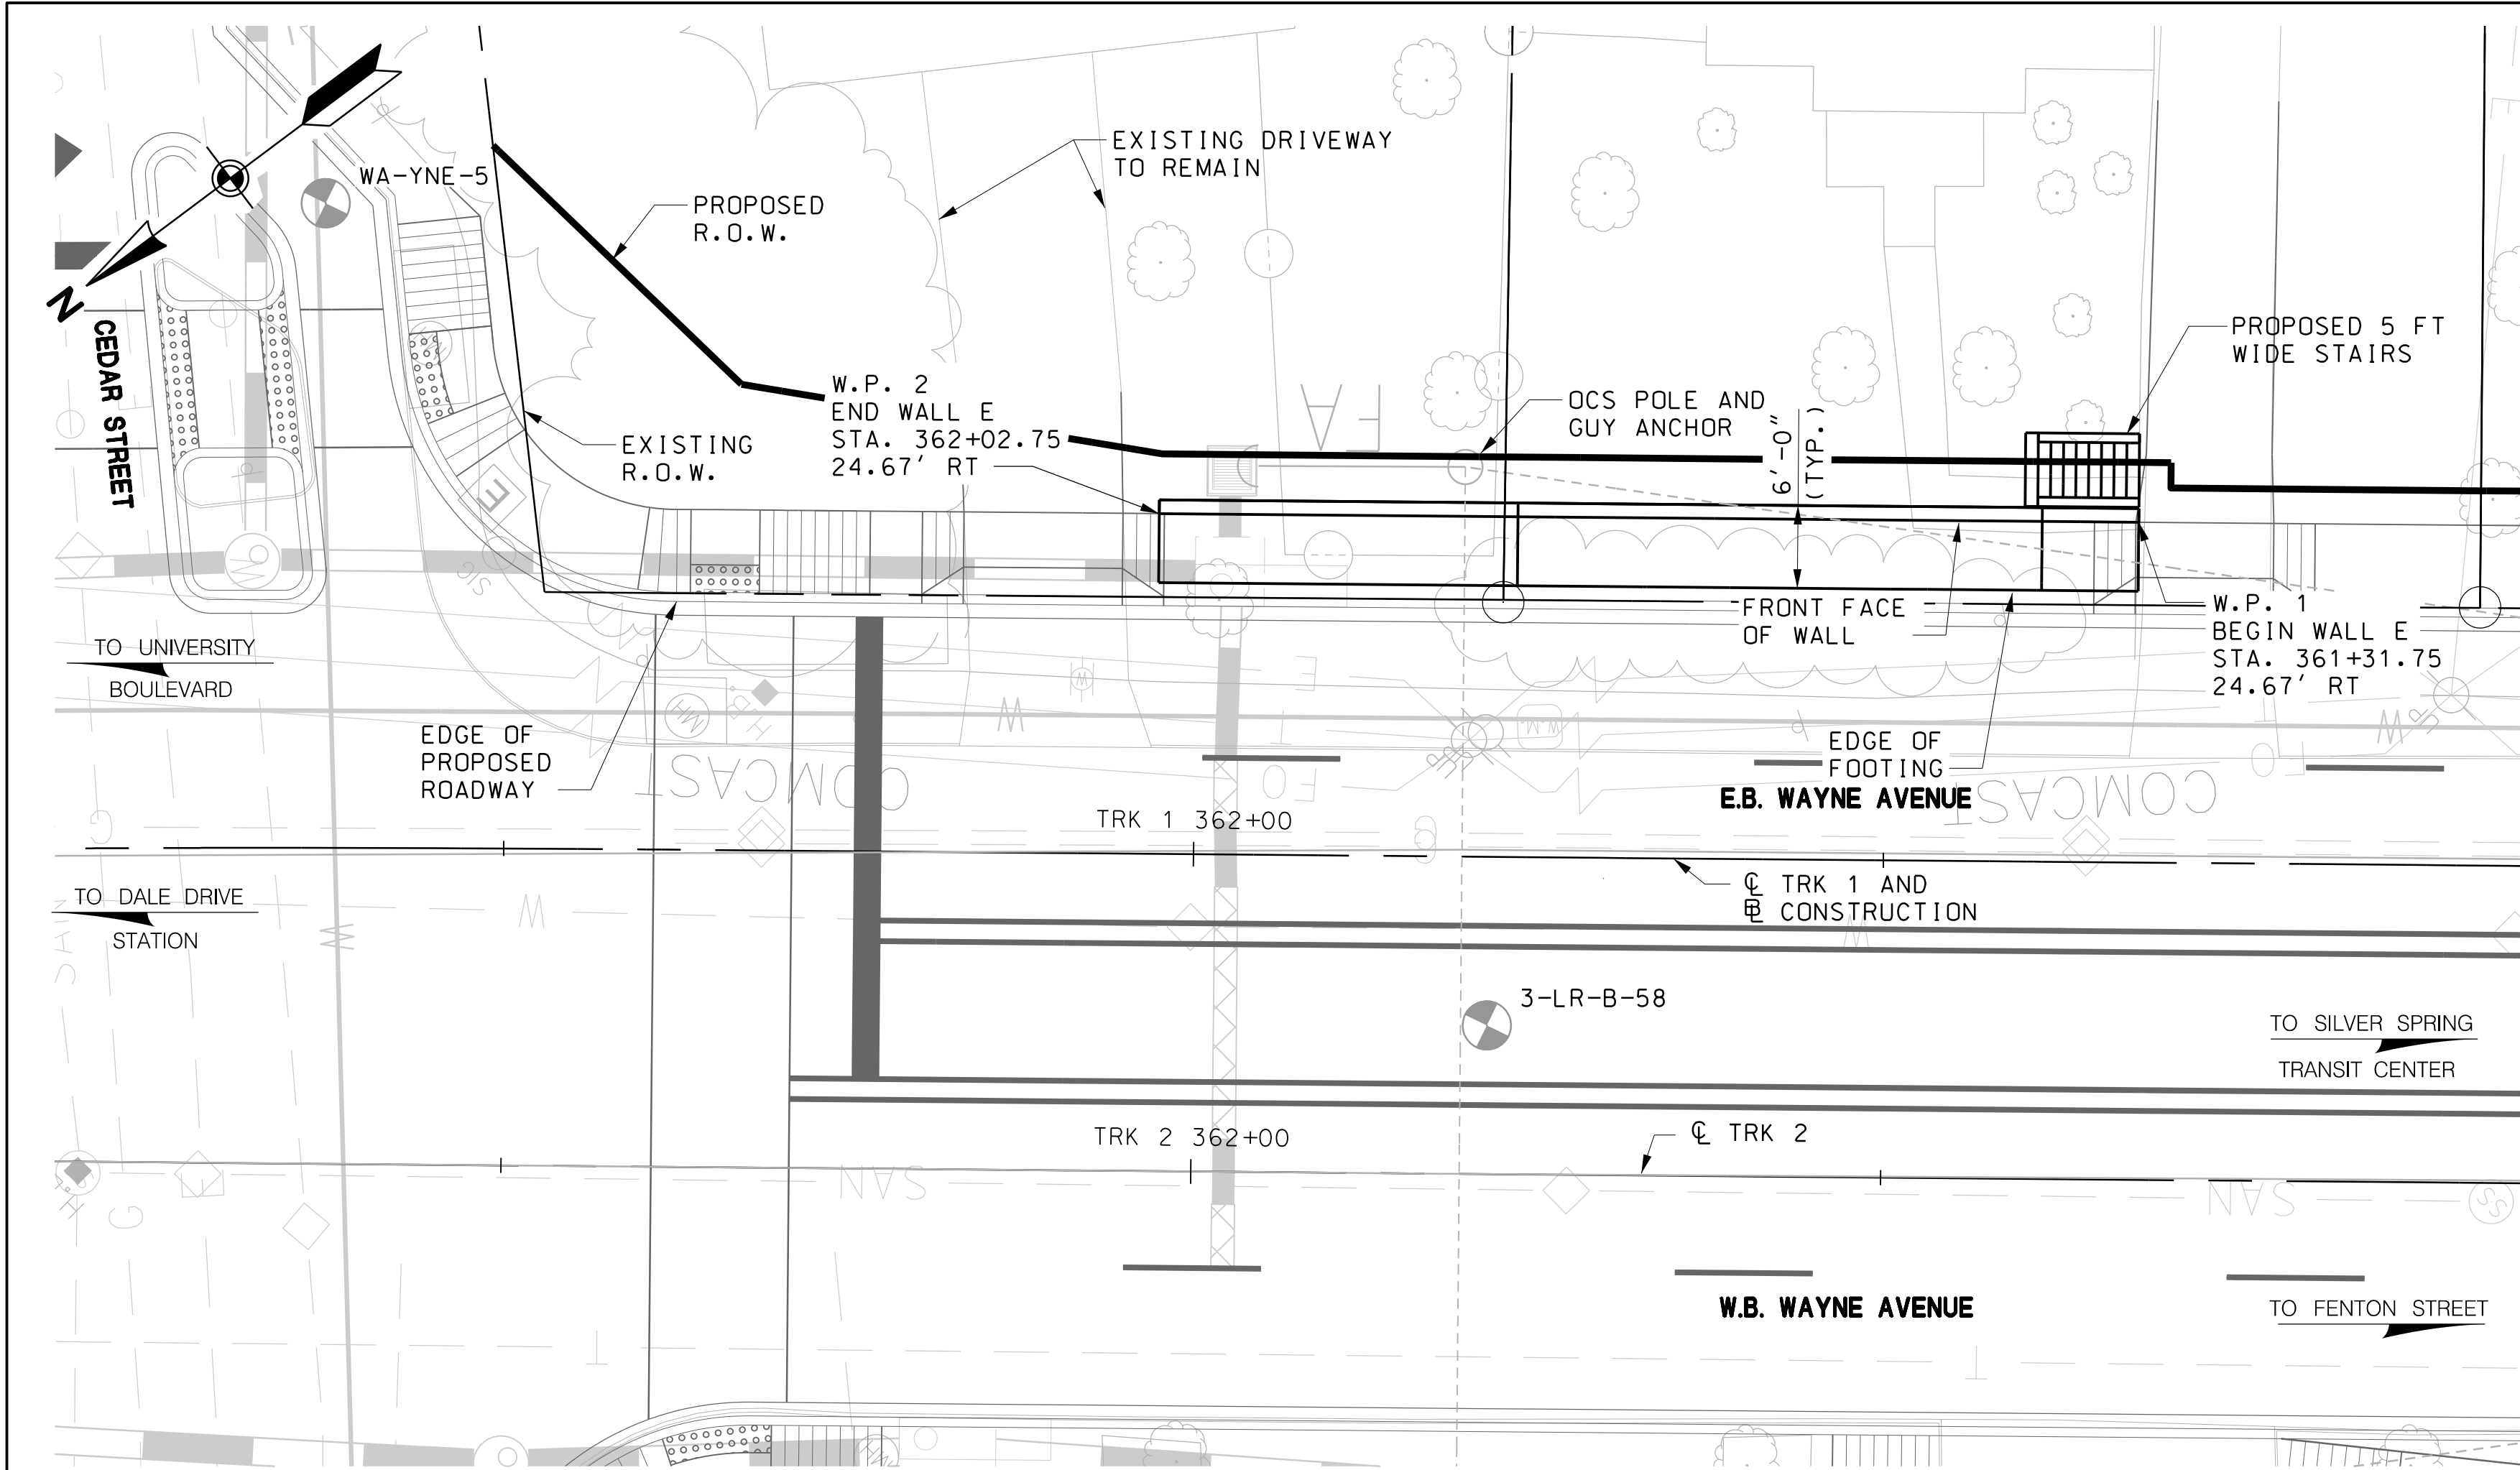 WA-YNE-5
N
CEDAR STREET
PROPOSED
R.O.W.
EXISTING DRIVEWAY
TO REMAIN
PROPOSED 5 FT
WIDE STAIRS
W.P. 2
END WALL E
STA. 362+02.75
24.67' RT
OCS POLE AND
GUY ANCHOR
6'-0"
(TYP.)
EXISTING
R.O.W.
E
FA
FRONT FACE
OF WALL
W.P. 1
BEGIN WALL E
STA. 361+31.75
24.67' RT
TO UNIVERSITY
BOULEVARD
EDGE OF
PROPOSED
ROADWAY
MH
W
W.M.
W
EDGE OF
FOOTING
COMCAST
COMCAST
E.B. WAYNE AVENUE
TRK 1 362+00
G
G
℄ TRK 1 AND
BL CONSTRUCTION
TO DALE DRIVE
STATION
W
W
W
3-LR-B-58
TO SILVER SPRING
TRANSIT CENTER
TRK 2 362+00
℄ TRK 2
SAN
SAN
SS
G
W.B. WAYNE AVENUE
TO FENTON STREET